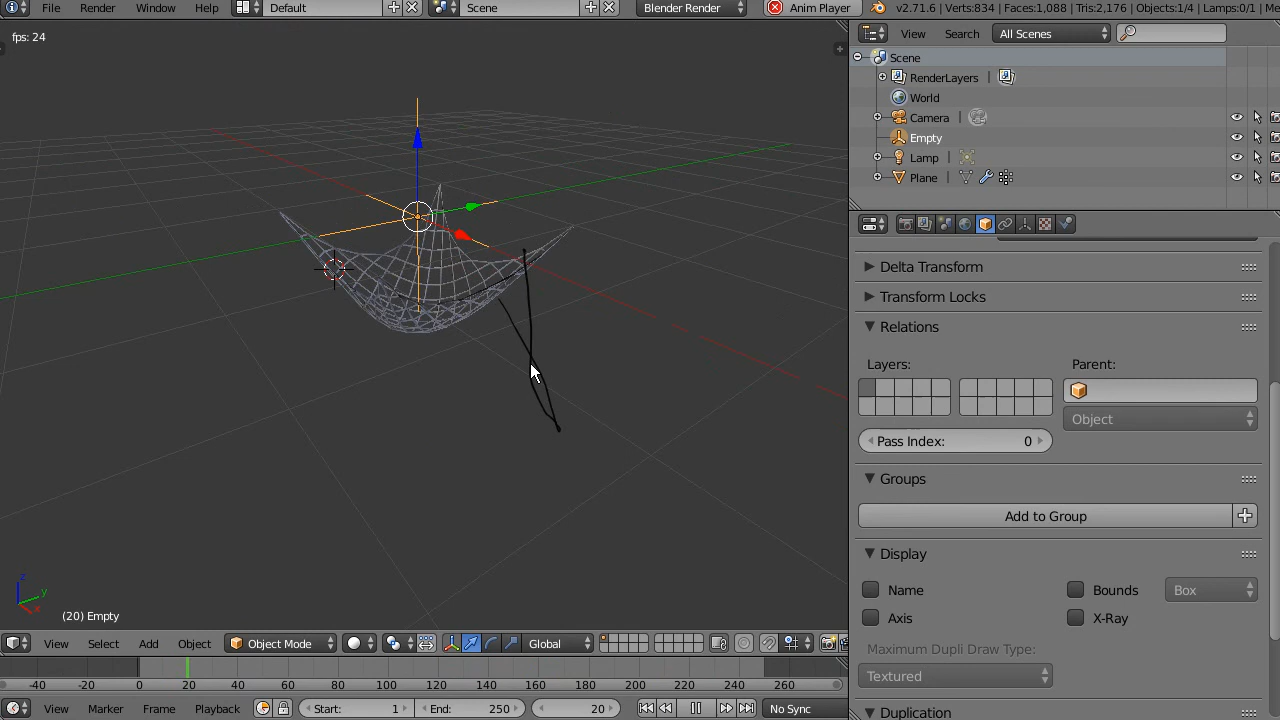 File Render Window Help Default Scene Blender Render Anim Player v2.71.6 | Verts:834 | Faces:1,088 | Tris:2,176 | Objects:1/4 | Lamps:0/1 |
fps: 24
View Search All Scenes
Scene
RenderLayers |
World
Camera |
Empty
Lamp |
Plane |
Delta Transform
Transform Locks
Relations
Layers: Parent:
Object
Pass Index: 0
Groups
Add to Group
Display
Name Bounds Box
Axis X-Ray
Maximum Dupli Draw Type:
Textured
Duplication
z
y
x
(20) Empty
View Select Add Object Object Mode Global
-40 -20 0 20 40 60 80 100 120 140 160 180 200 220 240 260
View Marker Frame Playback Start: 1 End: 250 20 No Sync